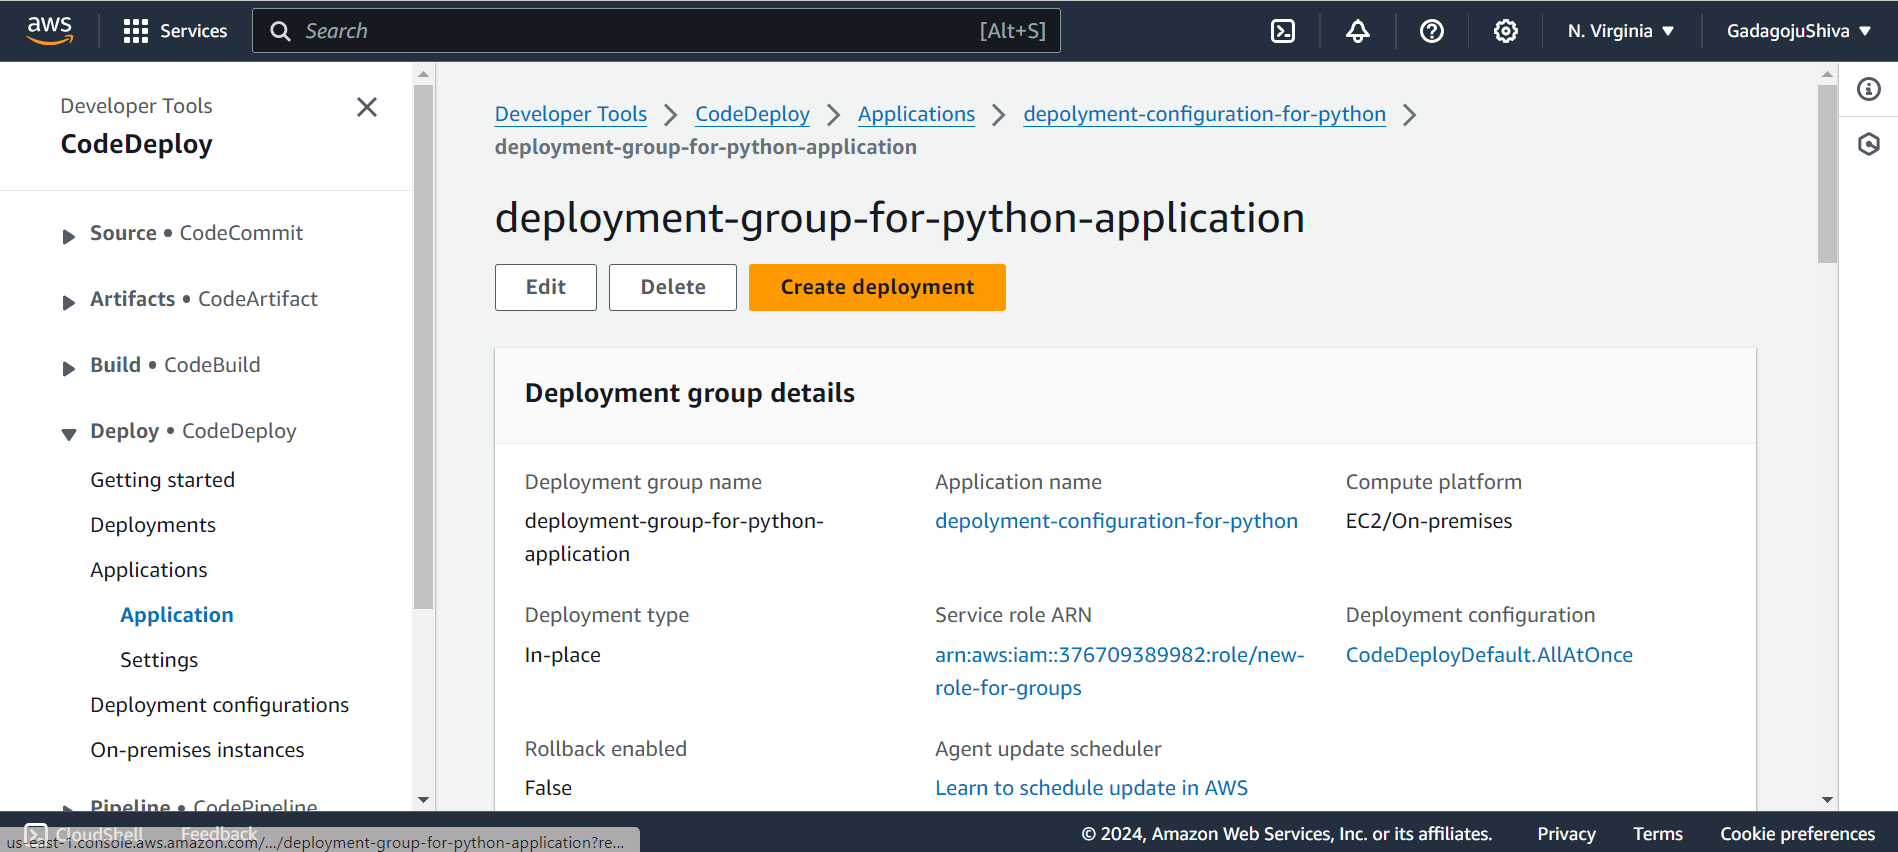 aws
Services
Search
[Alt+S]
N. Virginia
GadagojuShiva
Developer Tools
CodeDeploy
Source • CodeCommit
Artifacts • CodeArtifact
Build • CodeBuild
Deploy • CodeDeploy
Getting started
Deployments
Applications
Application
Settings
Deployment configurations
On-premises instances
Pipeline • CodePipeline
Developer Tools
CodeDeploy
Applications
depolyment-configuration-for-python
deployment-group-for-python-application
deployment-group-for-python-application
Edit
Delete
Create deployment
Deployment group details
Deployment group name
deployment-group-for-python-
application
Application name
depolyment-configuration-for-python
Compute platform
EC2/On-premises
Deployment type
In-place
Service role ARN
arn:aws:iam::376709389982:role/new-
role-for-groups
Deployment configuration
CodeDeployDefault.AllAtOnce
Rollback enabled
False
Agent update scheduler
Learn to schedule update in AWS
CloudShell
Feedback
us-east-1.console.aws.amazon.com/.../deployment-group-for-python-application?re...
© 2024, Amazon Web Services, Inc. or its affiliates.
Privacy
Terms
Cookie preferences